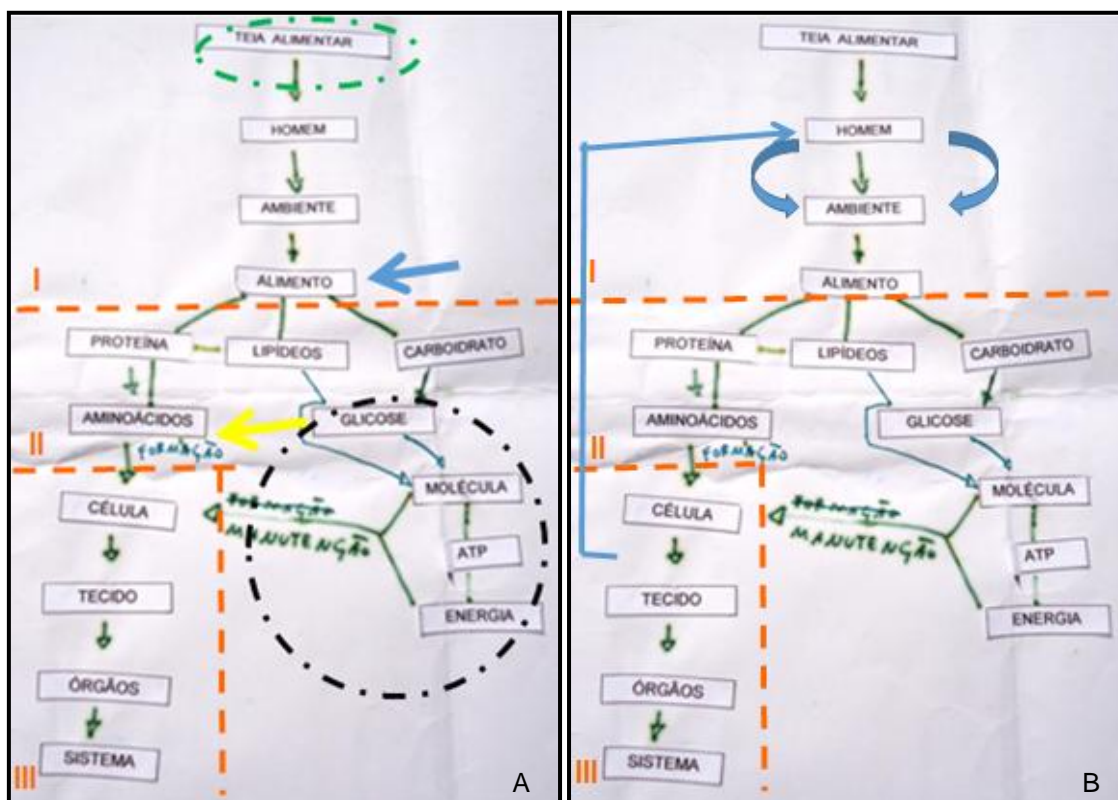 TEIA ALIMENTAR
HOMEM
AMBIENTE
ALIMENTO
I
PROTEÍNA
LIPÍDEOS
CARBOIDRATO
AMINOÁCIDOS
GLICOSE
II
FORMAÇÃO
MOLÉCULA
CÉLULA
FORMAÇÃO
MANUTENÇÃO
ATP
TECIDO
ENERGIA
ÓRGÃOS
SISTEMA
III
A
TEIA ALIMENTAR
HOMEM
AMBIENTE
I
ALIMENTO
PROTEÍNA
LIPÍDEOS
CARBOIDRATO
AMINOÁCIDOS
GLICOSE
II
FORMAÇÃO
MOLÉCULA
CÉLULA
FORMAÇÃO
MANUTENÇÃO
ATP
TECIDO
ENERGIA
ÓRGÃOS
SISTEMA
III
B